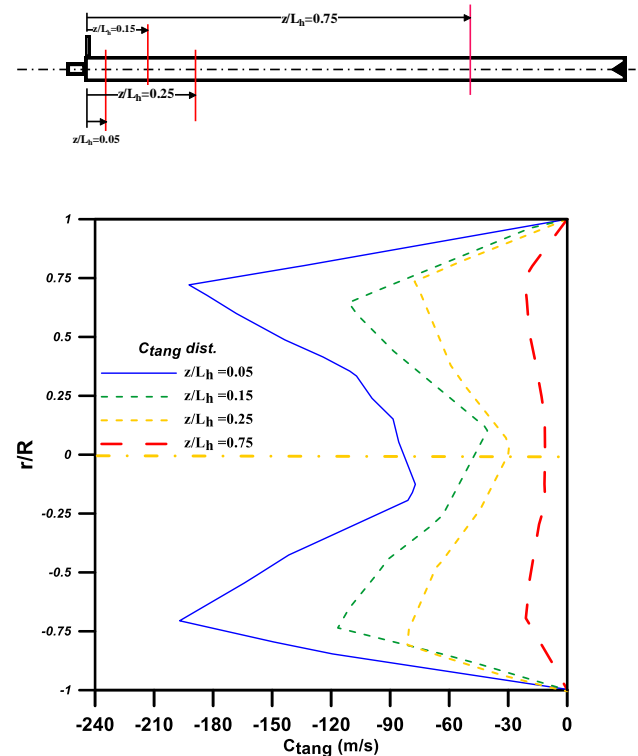 z/Lh=0.75
z/Lh=0.15
z/Lh=0.25
z/Lh=0.05
1
0.75
0.5
0.25
0
-0.25
-0.5
-0.75
-1
r/R
Ctang dist.
z/Lh =0.05
z/Lh =0.15
z/Lh =0.25
z/Lh =0.75
-240 -210 -180 -150 -120 -90 -60 -30 0
Ctang (m/s)